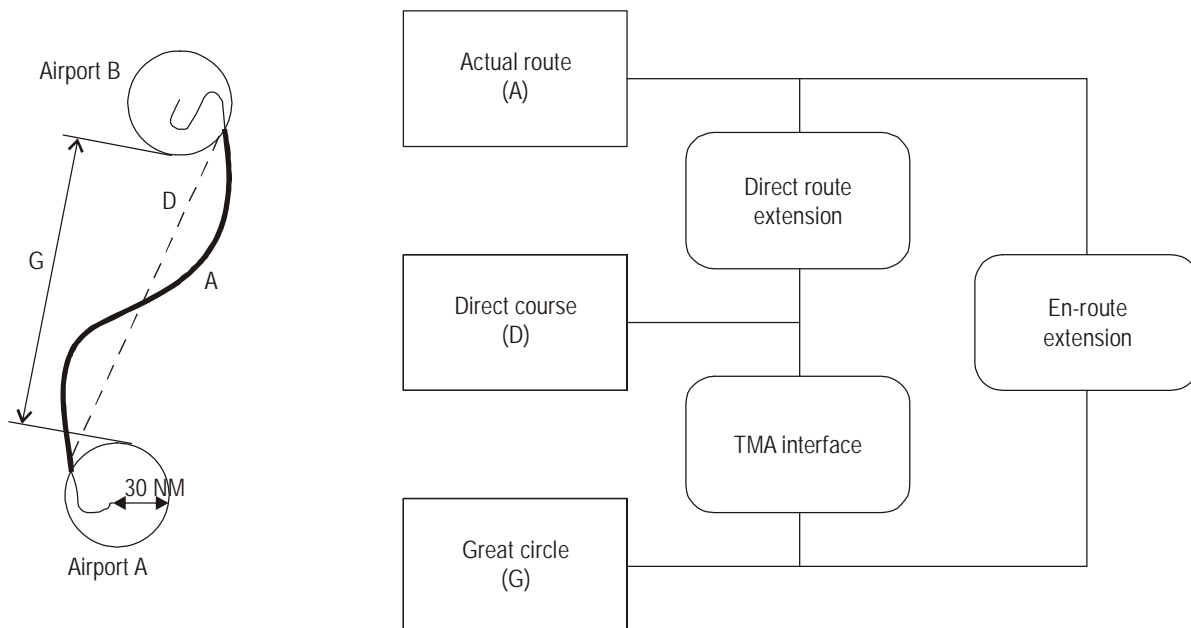 Airport B
D
G
A
30 NM
Airport A
Actual route
(A)
Direct route
extension
Direct course
(D)
En-route
extension
TMA interface
Great circle
(G)